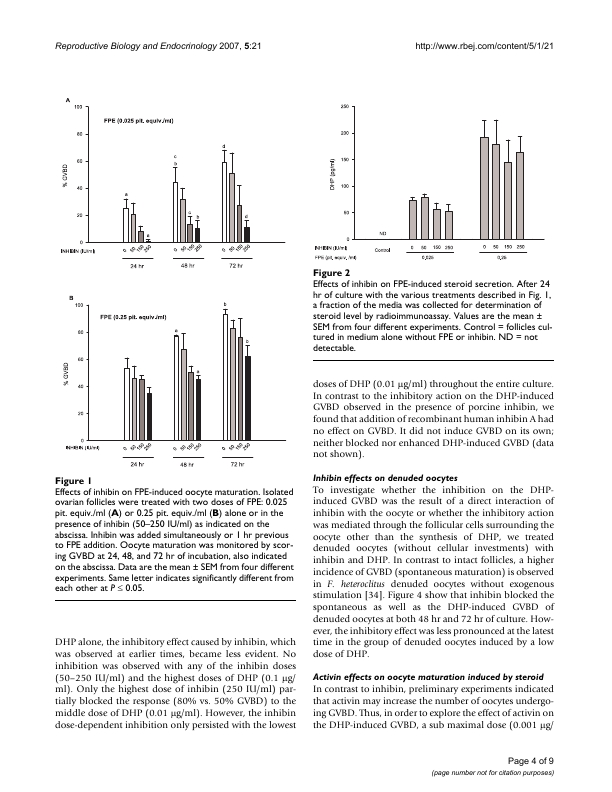 Reproductive Biology and Endocrinology 2007, 5:21
http://www.rbej.com/content/5/1/21
A
FPE (0.025 pit. equiv./ml)
% GVBD
100
80
60
40
20
0
a
c
b
c
b
d
d
a
INHIBIN (IU/ml)
0 50 150 250
0 50 150 250
0 50 150 250
24 hr
48 hr
72 hr
B
FPE (0.25 pit. equiv./ml)
% GVBD
100
80
60
40
20
0
a
a
b
b
INHIBIN (IU/ml)
0 50 150 250
0 50 150 250
0 50 150 250
24 hr
48 hr
72 hr
Figure 1
Effects of inhibin on FPE-induced oocyte maturation. Isolated
ovarian follicles were treated with two doses of FPE: 0.025
pit. equiv./ml (A) or 0.25 pit. equiv./ml (B) alone or in the
presence of inhibin (50–250 IU/ml) as indicated on the
abscissa. Inhibin was added simultaneously or 1 hr previous
to FPE addition. Oocyte maturation was monitored by scor-
ing GVBD at 24, 48, and 72 hr of incubation, also indicated
on the abscissa. Data are the mean ± SEM from four different
experiments. Same letter indicates significantly different from
each other at P ≤ 0.05.
DHP alone, the inhibitory effect caused by inhibin, which
was observed at earlier times, became less evident. No
inhibition was observed with any of the inhibin doses
(50–250 IU/ml) and the highest doses of DHP (0.1 μg/
ml). Only the highest dose of inhibin (250 IU/ml) par-
tially blocked the response (80% vs. 50% GVBD) to the
middle dose of DHP (0.01 μg/ml). However, the inhibin
dose-dependent inhibition only persisted with the lowest
250
200
150
100
50
0
DHP (pg/ml)
ND
INHIBIN (IU/ml)
Control
0 50 150 250
0 50 150 250
FPE (pit. equiv. /ml)
0,025
0,25
Figure 2
Effects of inhibin on FPE-induced steroid secretion. After 24
hr of culture with the various treatments described in Fig. 1,
a fraction of the media was collected for determination of
steroid level by radioimmunoassay. Values are the mean ±
SEM from four different experiments. Control = follicles cul-
tured in medium alone without FPE or inhibin. ND = not
detectable.
doses of DHP (0.01 μg/ml) throughout the entire culture.
In contrast to the inhibitory action on the DHP-induced
GVBD observed in the presence of porcine inhibin, we
found that addition of recombinant human inhibin A had
no effect on GVBD. It did not induce GVBD on its own;
neither blocked nor enhanced DHP-induced GVBD (data
not shown).
Inhibin effects on denuded oocytes
To investigate whether the inhibition on the DHP-
induced GVBD was the result of a direct interaction of
inhibin with the oocyte or whether the inhibitory action
was mediated through the follicular cells surrounding the
oocyte other than the synthesis of DHP, we treated
denuded oocytes (without cellular investments) with
inhibin and DHP. In contrast to intact follicles, a higher
incidence of GVBD (spontaneous maturation) is observed
in F. heteroclitus denuded oocytes without exogenous
stimulation [34]. Figure 4 show that inhibin blocked the
spontaneous as well as the DHP-induced GVBD of
denuded oocytes at both 48 hr and 72 hr of culture. How-
ever, the inhibitory effect was less pronounced at the latest
time in the group of denuded oocytes induced by a low
dose of DHP.
Activin effects on oocyte maturation induced by steroid
In contrast to inhibin, preliminary experiments indicated
that activin may increase the number of oocytes undergo-
ing GVBD. Thus, in order to explore the effect of activin on
the DHP-induced GVBD, a sub maximal dose (0.001 μg/
Page 4 of 9
(page number not for citation purposes)